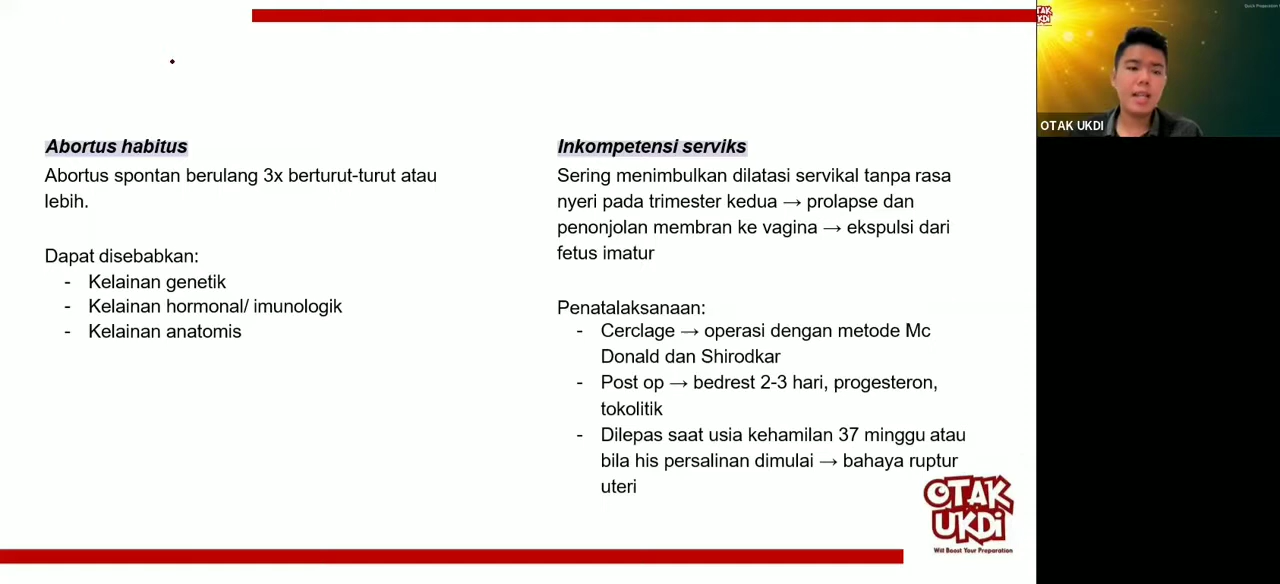 Abortus habitus
Abortus spontan berulang 3x berturut-turut atau
lebih.
Dapat disebabkan:
- Kelainan genetik
- Kelainan hormonal/ imunologik
- Kelainan anatomis
Inkompetensi serviks
Sering menimbulkan dilatasi servikal tanpa rasa
nyeri pada trimester kedua → prolapse dan
penonjolan membran ke vagina → ekspulsi dari
fetus imatur
Penatalaksanaan:
- Cerclage → operasi dengan metode Mc
Donald dan Shirodkar
- Post op → bedrest 2-3 hari, progesteron,
tokolitik
- Dilepas saat usia kehamilan 37 minggu atau
bila his persalinan dimulai → bahaya ruptur
uteri
OTAK
UKDI
Will Boost Your Preparation
OTAK UKDI